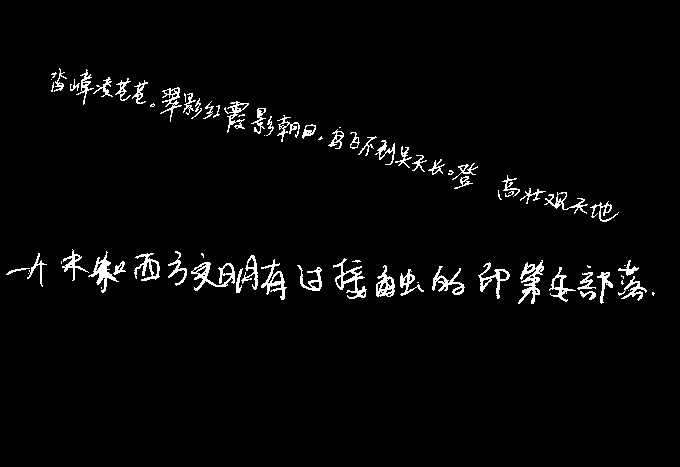 沓嶂凌苍苍。翠影红霞影朝日，鸟飞不到吴天长。登 高壮观天地
一个未和西方文明有过接触的印第安部落.